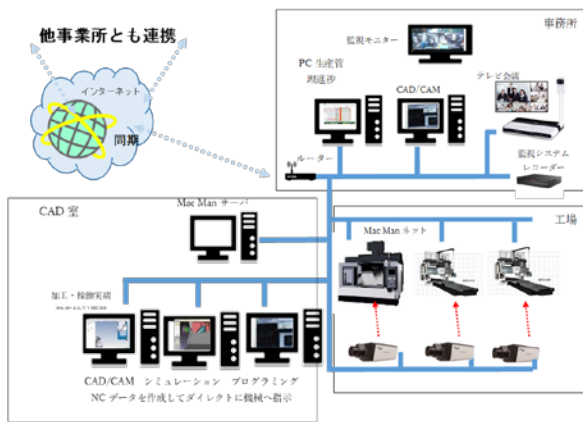 他事業所とも連携
インターネット
同期
事務所
監視モニター
PC 生産管
理進捗
CAD/CAM
テレビ会議
ルーター
監視システム
レコーダー
CAD 室
Mac Man サーバ
加工・検物実績
CAD/CAM
シミュレーション
プログラミング
NC データを作成してダイレクトに機械へ指示
工場
Mac Man ネット